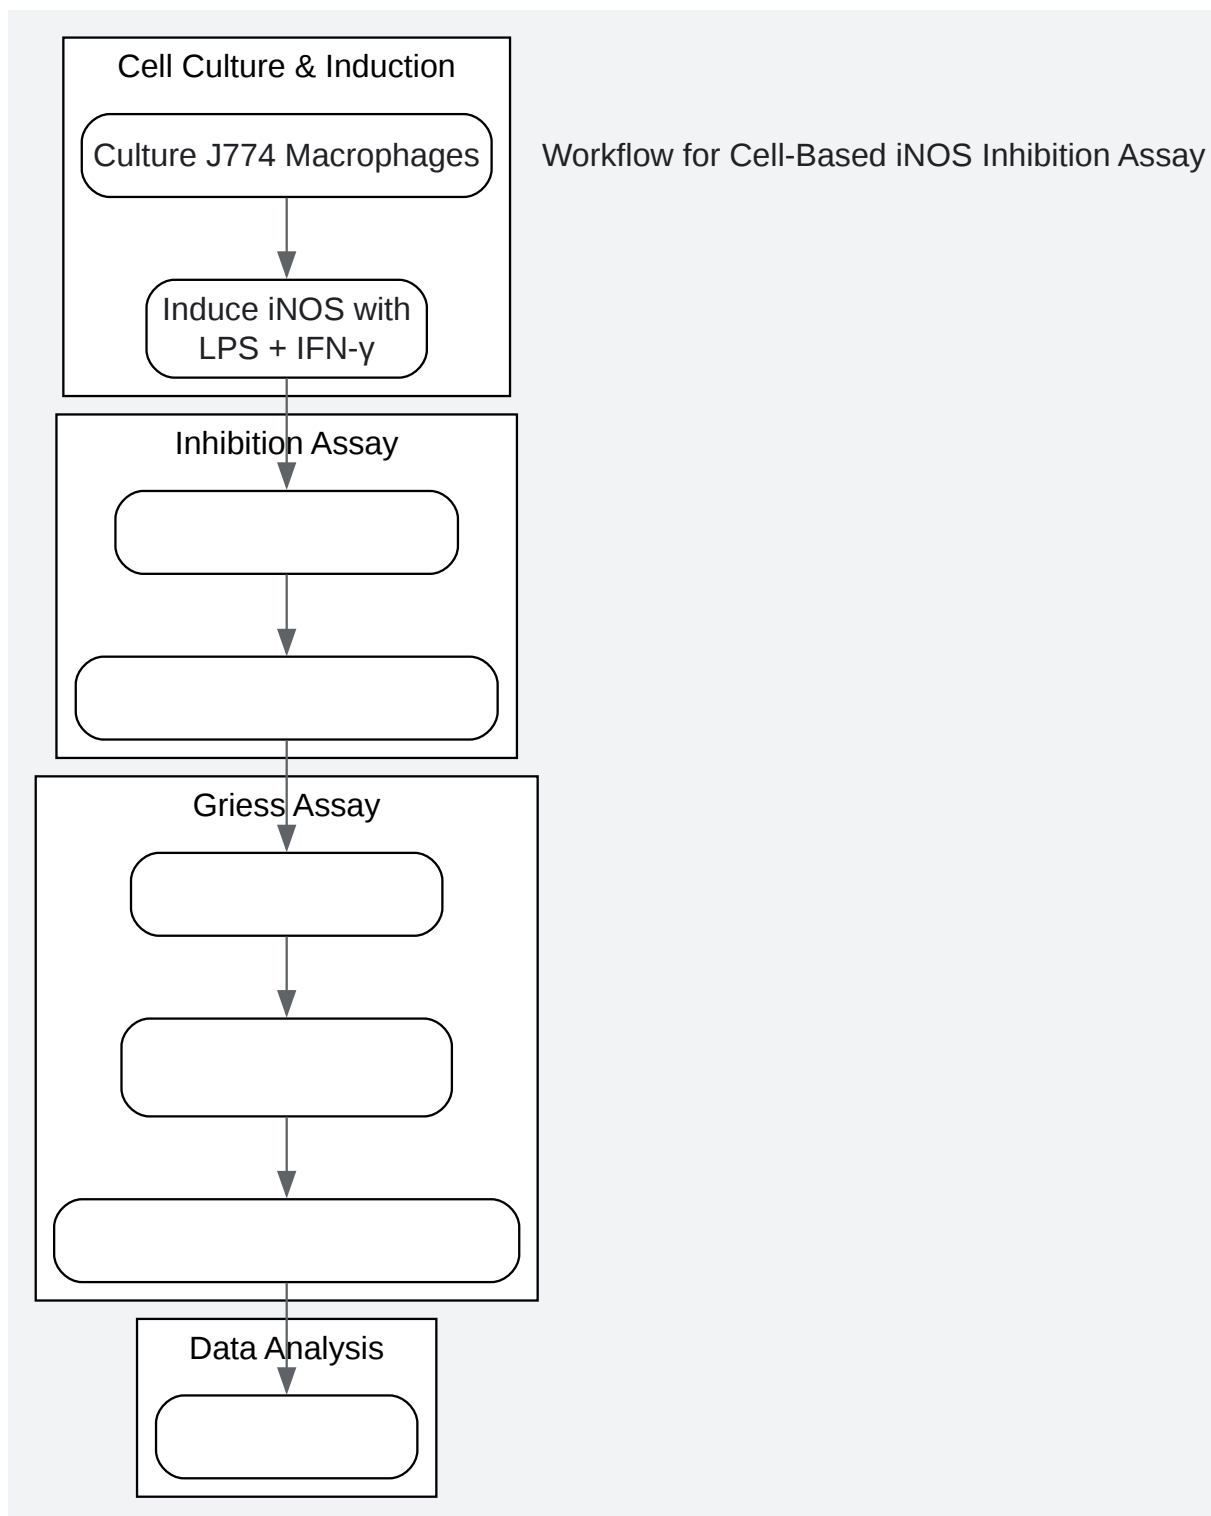 Cell Culture & Induction
Culture J774 Macrophages
Workflow for Cell-Based iNOS Inhibition Assay
Induce iNOS with
LPS + IFN-γ
Inhibition Assay
Griess Assay
Data Analysis